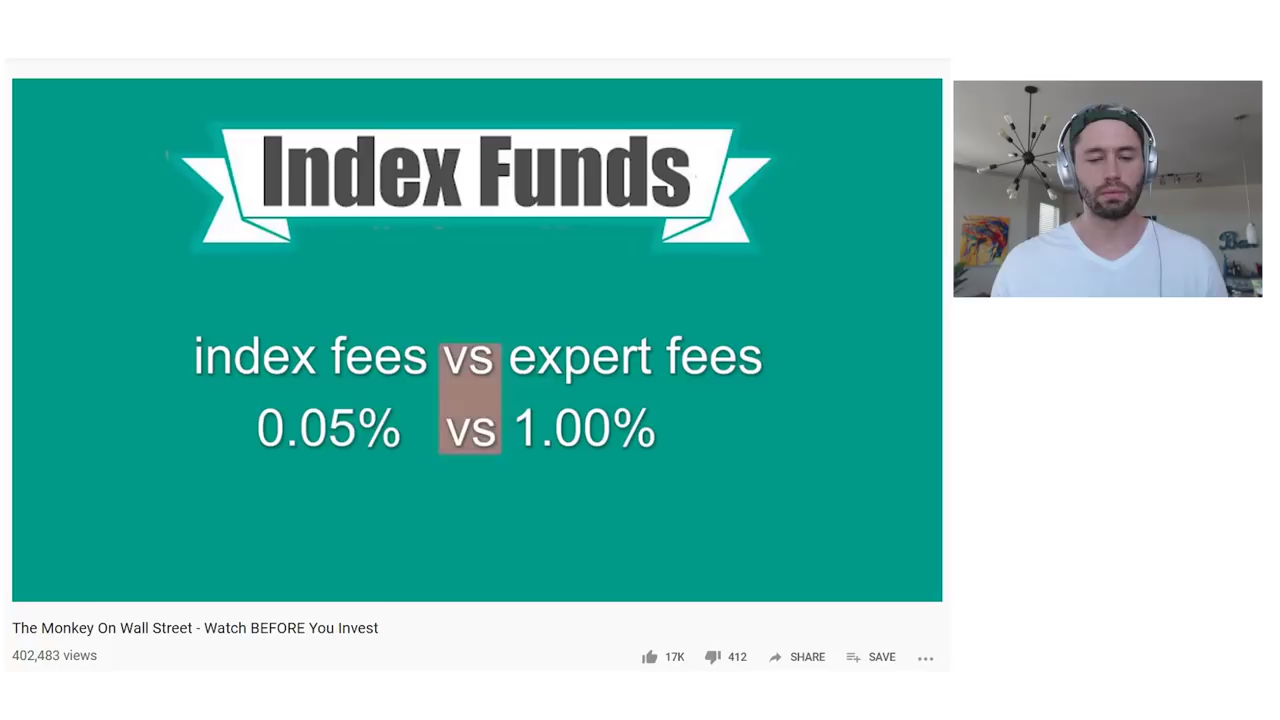 Index Funds
index fees vs expert fees
0.05% vs 1.00%
The Monkey On Wall Street - Watch BEFORE You Invest
402,483 views
17K 412 SHARE SAVE